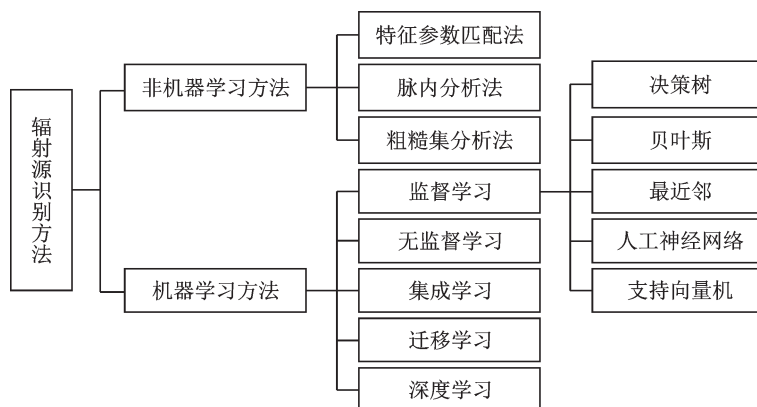 辐射源识别方法
非机器学习方法
特征参数匹配法
脉内分析法
粗糙集分析法
机器学习方法
监督学习
无监督学习
集成学习
迁移学习
深度学习
决策树
贝叶斯
最近邻
人工神经网络
支持向量机